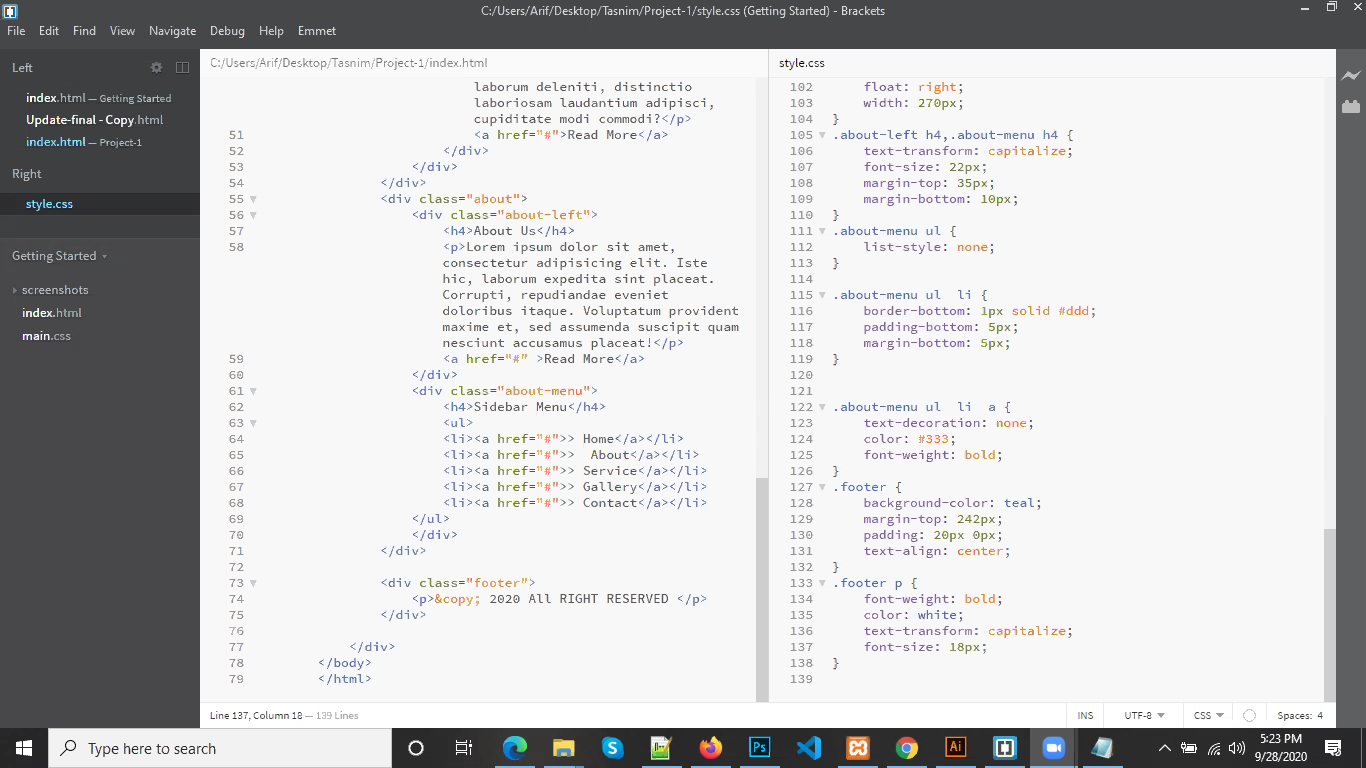 C:/Users/Arif/Desktop/Tasnim/Project-1/style.css (Getting Started) - Brackets
File Edit Find View Navigate Debug Help Emmet
Left
index.html — Getting Started
Update-final - Copy.html
index.html — Project-1
Right
style.css
Getting Started
screenshots
index.html
main.css
C:/Users/Arif/Desktop/Tasnim/Project-1/index.html
laborum deleniti, distinctio
laboriosam laudantium adipisci,
cupiditate modi commodi?</p>
51 <a href="#">Read More</a>
52 </div>
53 </div>
54 </div>
55 <div class="about">
56 <div class="about-left">
57 <h4>About Us</h4>
58 <p>Lorem ipsum dolor sit amet,
consectetur adipisicing elit. Iste
hic, laborum expedita sint placeat.
Corrupti, repudiandae eveniet
doloribus itaque. Voluptatum provident
maxime et, sed assumenda suscipit quam
nesciunt accusamus placeat!</p>
59 <a href="#" >Read More</a>
60 </div>
61 <div class="about-menu">
62 <h4>Sidebar Menu</h4>
63 <ul>
64 <li><a href="#">> Home</a></li>
65 <li><a href="#">>  About</a></li>
66 <li><a href="#">> Service</a></li>
67 <li><a href="#">> Gallery</a></li>
68 <li><a href="#">> Contact</a></li>
69 </ul>
70 </div>
71 </div>
72
73 <div class="footer">
74 <p>&copy; 2020 All RIGHT RESERVED </p>
75 </div>
76
77 </div>
78 </body>
79 </html>
style.css
102 float: right;
103 width: 270px;
104 }
105 .about-left h4,.about-menu h4 {
106 text-transform: capitalize;
107 font-size: 22px;
108 margin-top: 35px;
109 margin-bottom: 10px;
110 }
111 .about-menu ul {
112 list-style: none;
113 }
114
115 .about-menu ul  li {
116 border-bottom: 1px solid #ddd;
117 padding-bottom: 5px;
118 margin-bottom: 5px;
119 }
120
121
122 .about-menu ul  li  a {
123 text-decoration: none;
124 color: #333;
125 font-weight: bold;
126 }
127 .footer {
128 background-color: teal;
129 margin-top: 242px;
130 padding: 20px 0px;
131 text-align: center;
132 }
133 .footer p {
134 font-weight: bold;
135 color: white;
136 text-transform: capitalize;
137 font-size: 18px;
138 }
139
Line 137, Column 18 — 139 Lines
INS UTF-8 CSS Spaces: 4
Type here to search
5:23 PM
9/28/2020